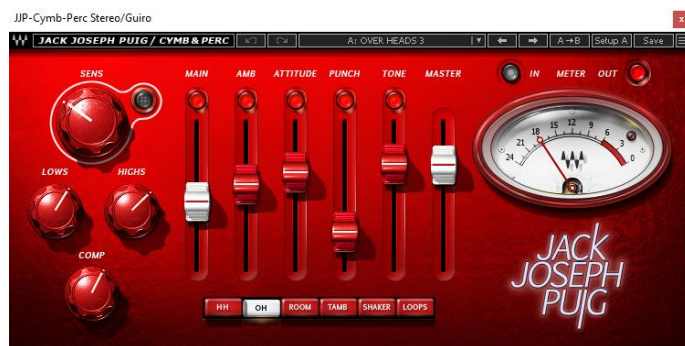 JJP-Cymb-Perc Stereo/Guiro
x
JACK JOSEPH PUIG / CYMB & PERC
A: OVER HEADS 3
A→B
Setup A
Save
SENS
MAIN
AMB
ATTITUDE
PUNCH
TONE
MASTER
IN
METER
OUT
24
21
18
15
12
9
6
3
0
LOWS
HIGHS
COMP
HH
OH
ROOM
TAMB
SHAKER
LOOPS
JACK
JOSEPH
PUIG